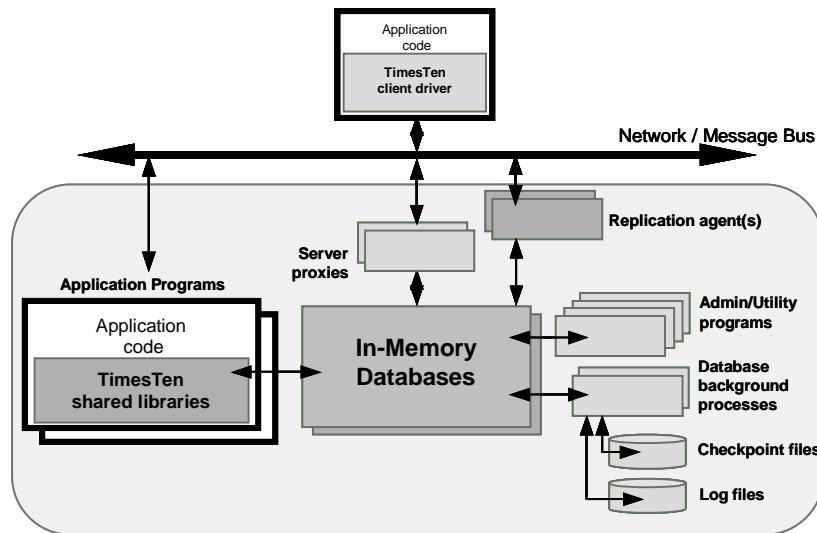 Application
code
TimesTen
client driver
Network / Message Bus
Replication agent(s)
Server
proxies
Application Programs
Application
code
TimesTen
shared libraries
In-Memory
Databases
Admin/Utility
programs
Database
background
processes
Checkpoint files
Log files